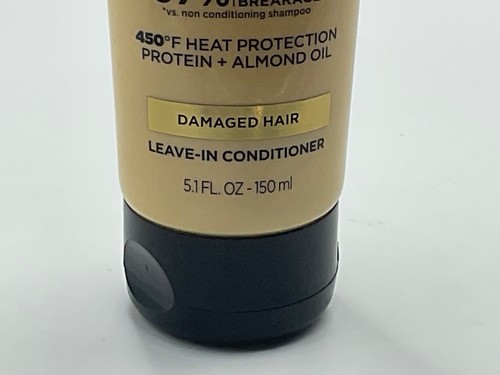 *vs. non conditioning shampoo
450°F HEAT PROTECTION
PROTEIN + ALMOND OIL
DAMAGED HAIR
LEAVE-IN CONDITIONER
5.1 FL. OZ - 150 ml